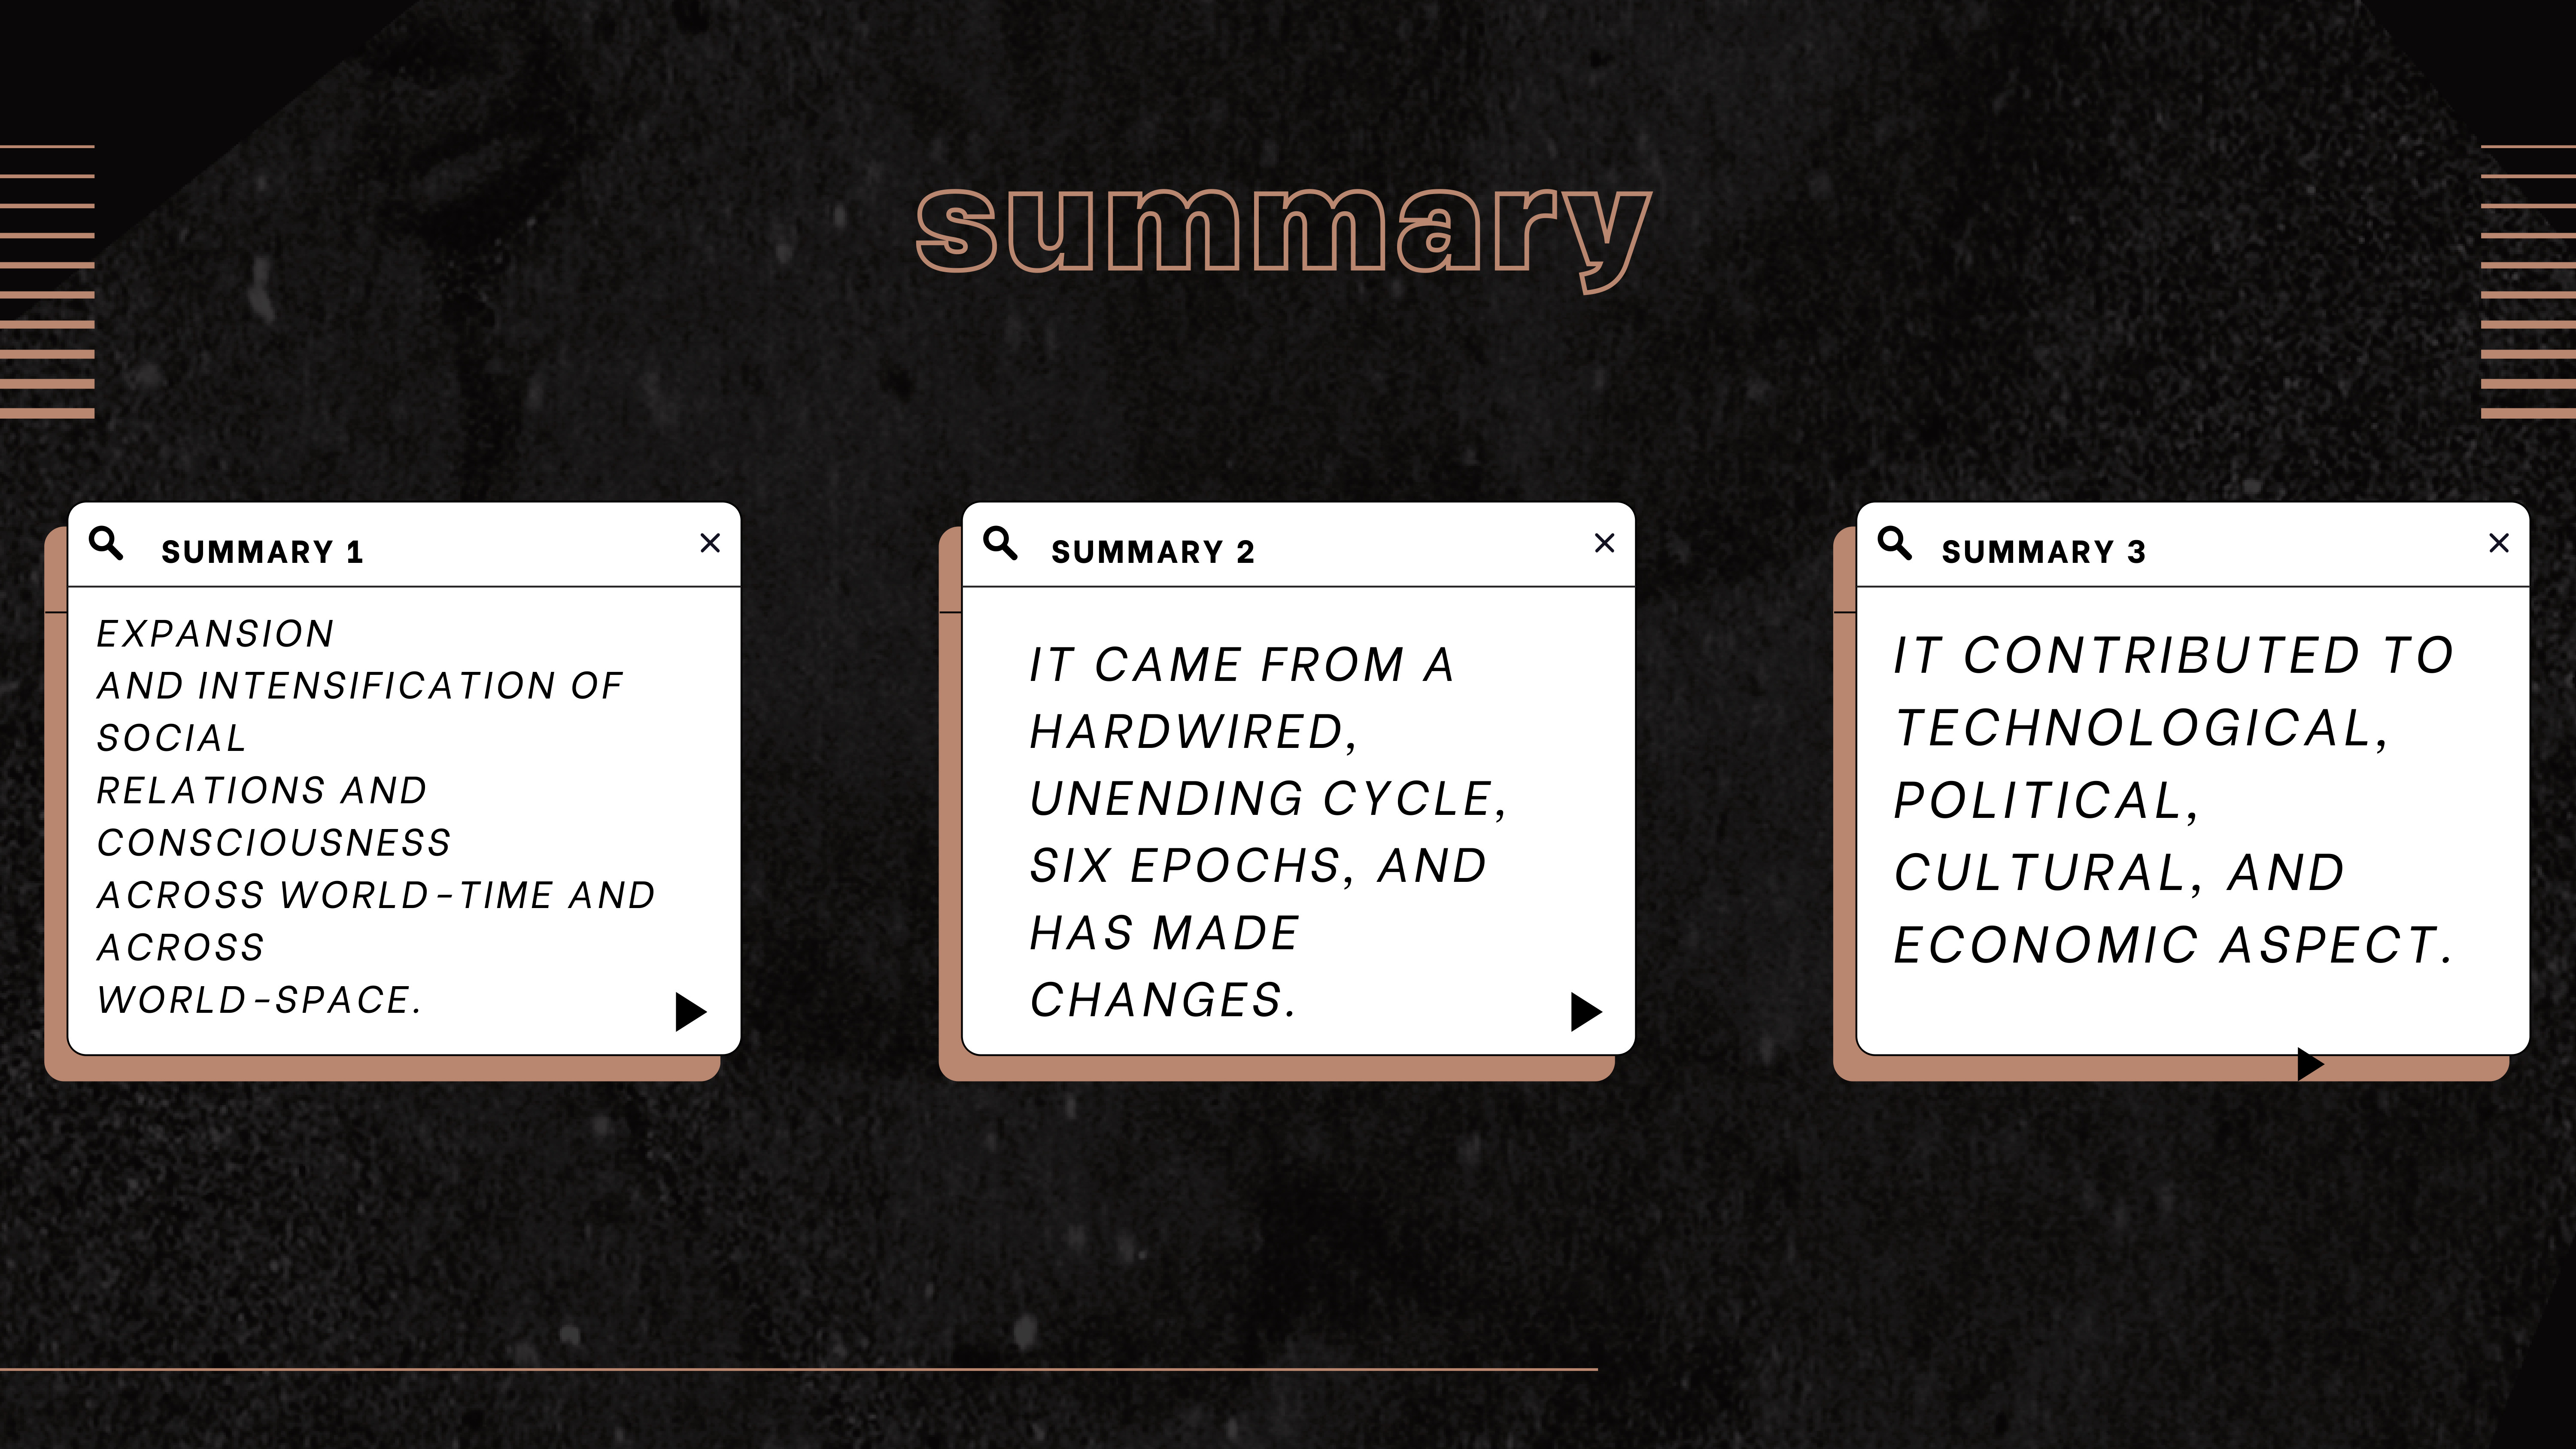 summary
SUMMARY 1
EXPANSION
AND INTENSIFICATION OF
SOCIAL
RELATIONS AND
CONSCIOUSNESS
ACROSS WORLD-TIME AND
ACROSS
WORLD-SPACE.
SUMMARY 2
IT CAME FROM A
HARDWIRED,
UNENDING CYCLE,
SIX EPOCHS, AND
HAS MADE
CHANGES.
SUMMARY 3
IT CONTRIBUTED TO
TECHNOLOGICAL,
POLITICAL,
CULTURAL, AND
ECONOMIC ASPECT.